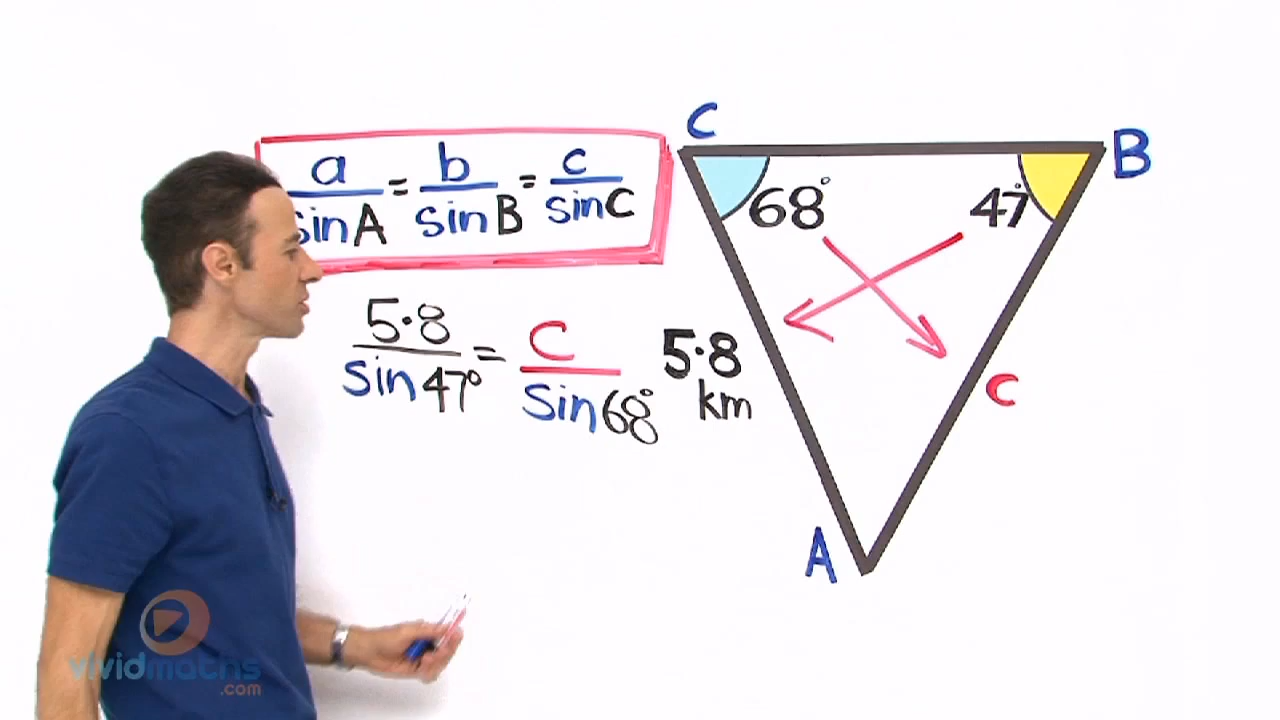 a/sinA = b/sinB = c/sinC
5·8/sin47° = c/sin68°
C
B
68°
47°
5·8
km
c
A
vividmaths
.com